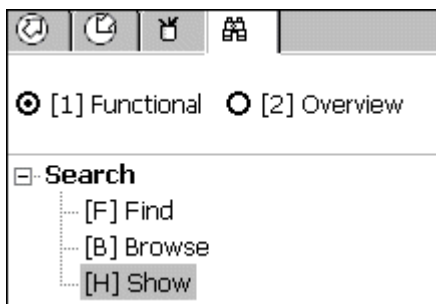 [1] Functional [2] Overview
Search
[F] Find
[B] Browse
[H] Show